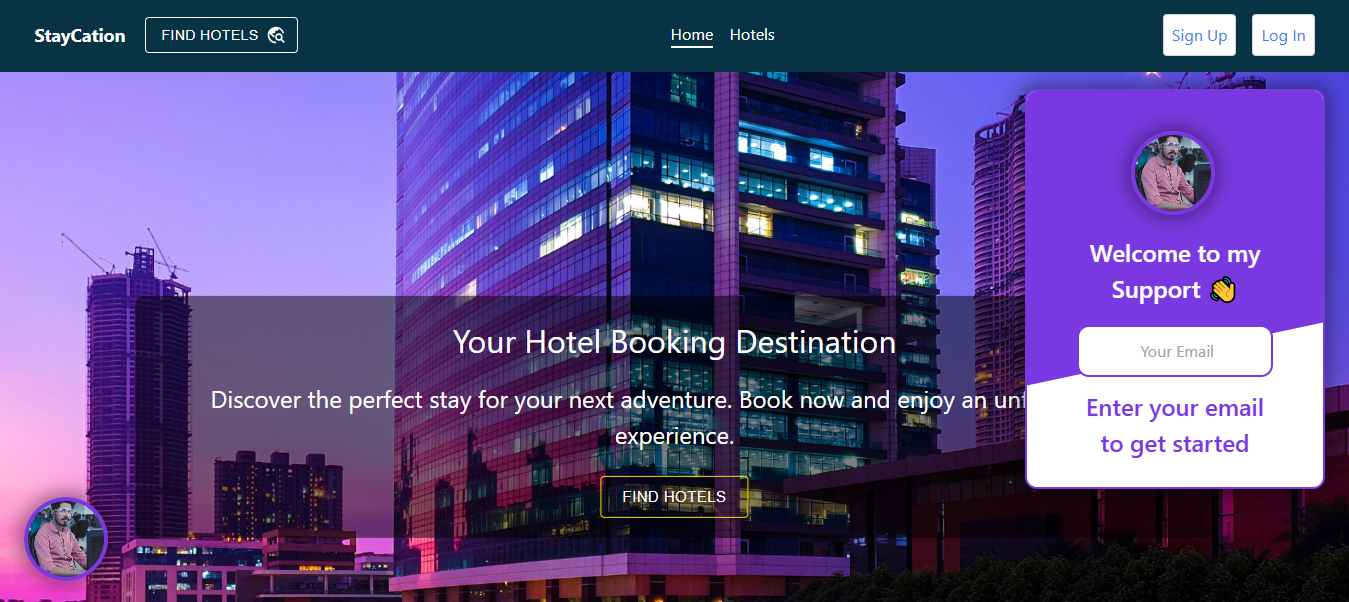 StayCation
FIND HOTELS
Home
Hotels
Sign Up
Log In
Your Hotel Booking Destination
Discover the perfect stay for your next adventure. Book now and enjoy an
experience.
FIND HOTELS
Welcome to my
Support 👋
Your Email
Enter your email
to get started